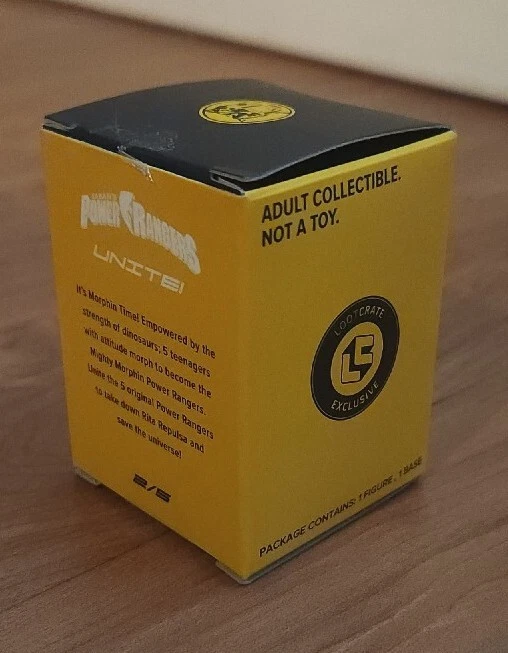 POWER RANGERS
UNITE!
It's Morphin Time! Empowered by the
strength of dinosaurs; 5 teenagers
with attitude morph to become the
Mighty Morphin Power Rangers.
Unite the 5 original Power Rangers
to take down Rita Repulsa and
save the universe!
2/5
ADULT COLLECTIBLE.
NOT A TOY.
LOOTCRATE
EXCLUSIVE
PACKAGE CONTAINS: 1 FIGURE, 1 BASE